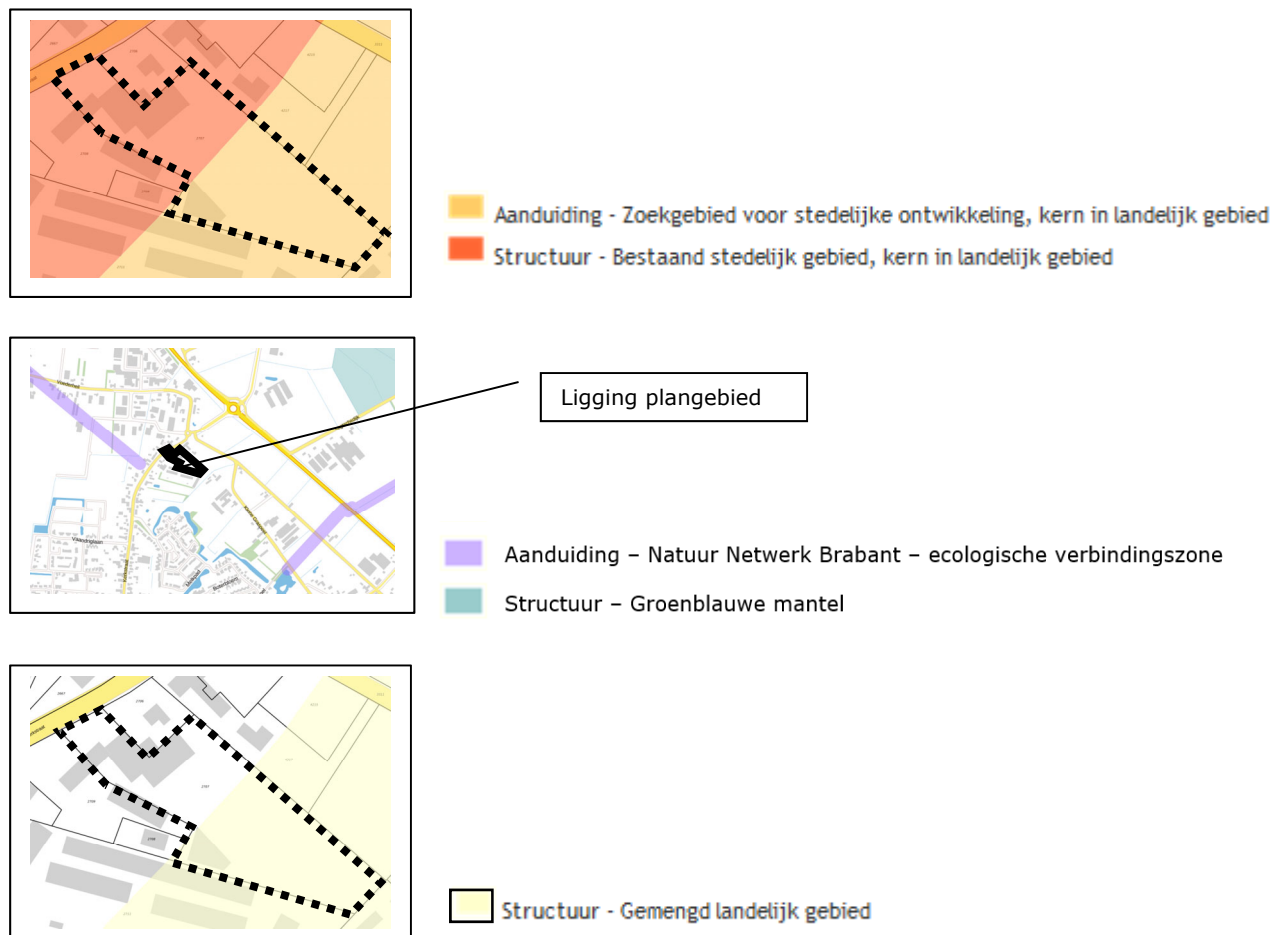 Aanduiding - Zoekgebied voor stedelijke ontwikkeling, kern in landelijk gebied
Structuur - Bestaand stedelijk gebied, kern in landelijk gebied
Ligging plangebied
Aanduiding – Natuur Netwerk Brabant – ecologische verbindingszone
Structuur – Groenblauwe mantel
Structuur - Gemengd landelijk gebied